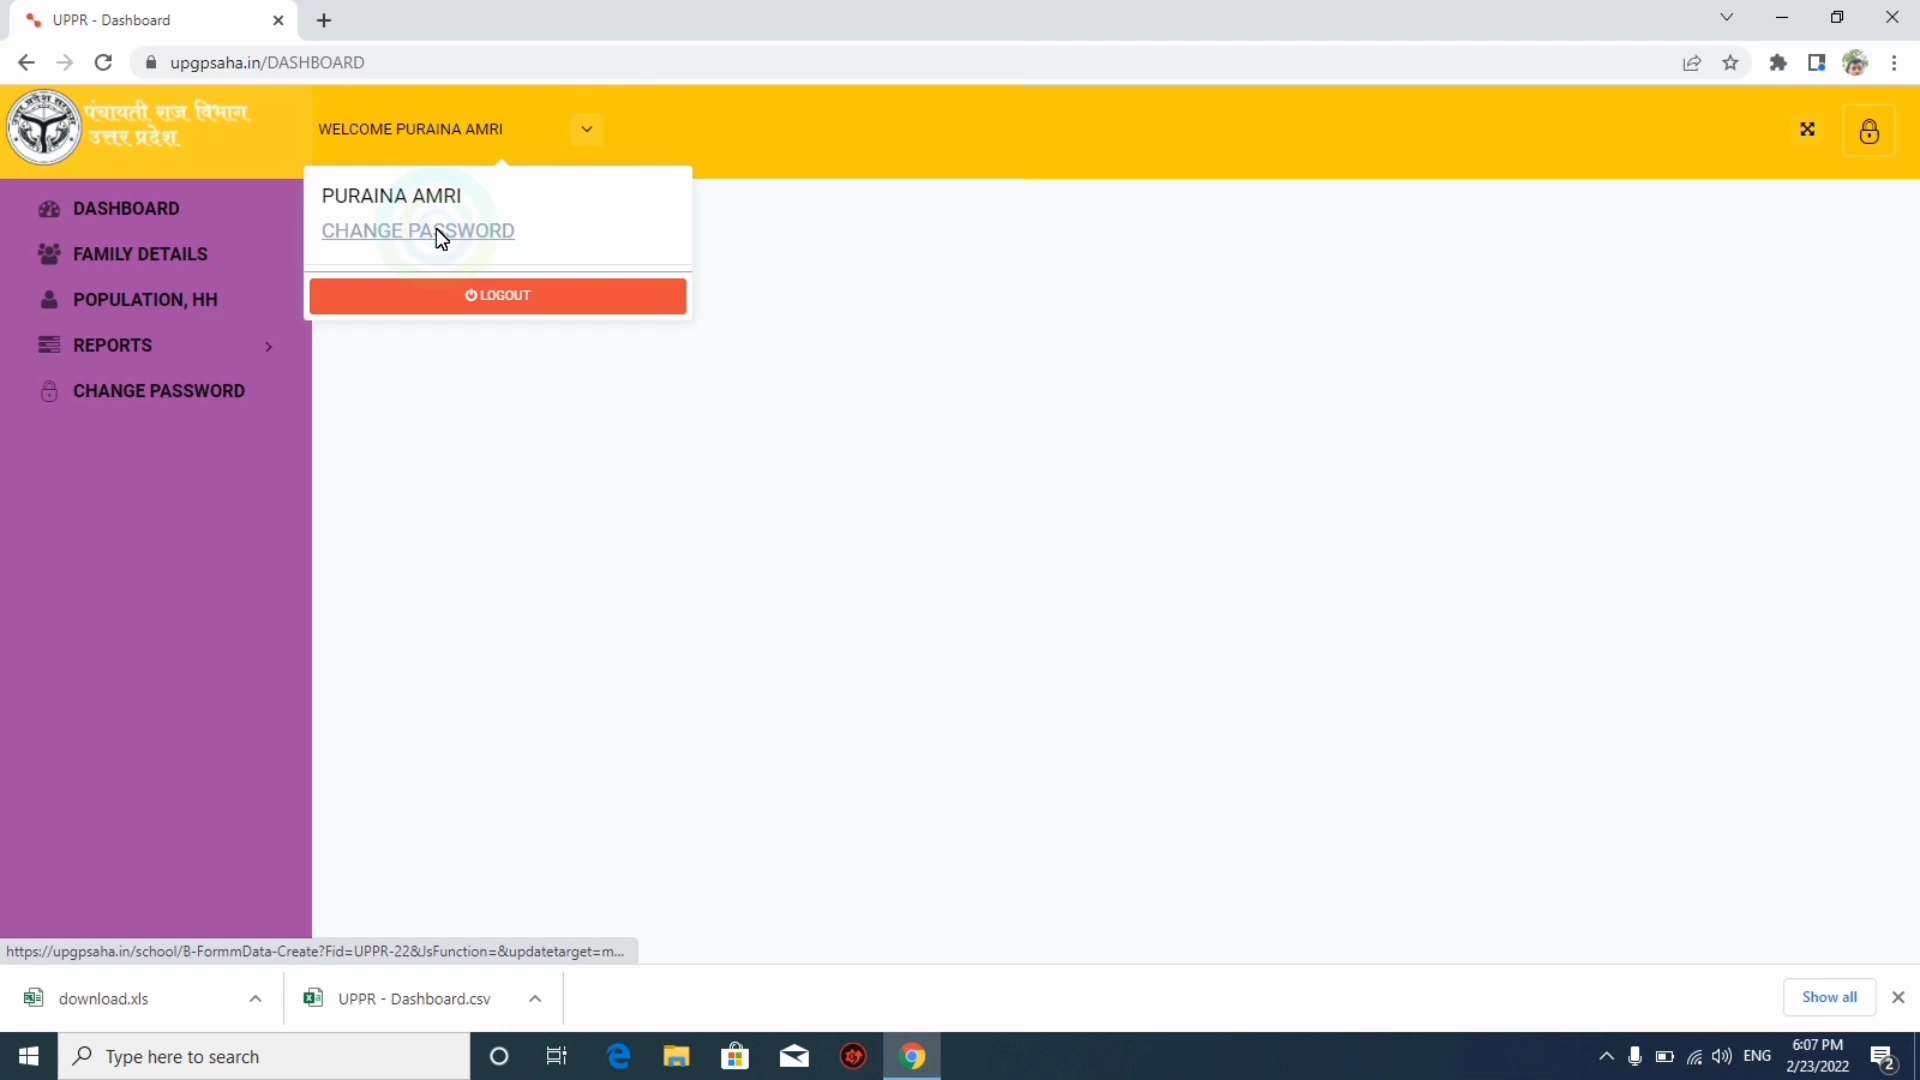 UPPR - Dashboard
upgpsaha.in/DASHBOARD
पंचायती राज विभाग
उत्तर प्रदेश
WELCOME PURAINA AMRI
PURAINA AMRI
CHANGE PASSWORD
LOGOUT
DASHBOARD
FAMILY DETAILS
POPULATION, HH
REPORTS
CHANGE PASSWORD
https://upgpsaha.in/school/B-FormmData-Create?Fid=UPPR-22&JsFunction=&updatetarget=m...
download.xls
UPPR - Dashboard.csv
Show all
Type here to search
ENG
6:07 PM
2/23/2022
2